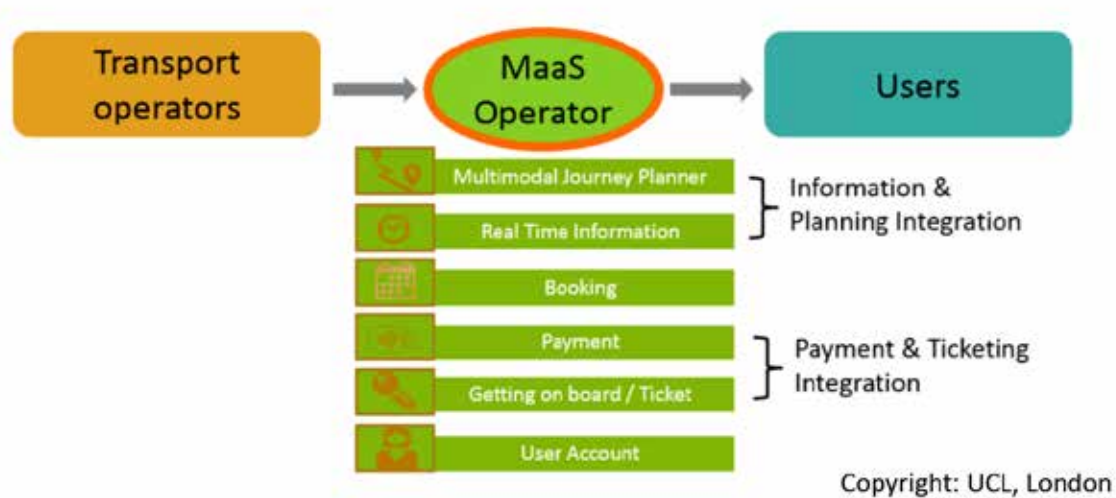 Transport
operators
MaaS
Operator
Users
Multimodal Journey Planner
Real Time Information
Information &
Planning Integration
Booking
Payment
Getting on board / Ticket
Payment & Ticketing
Integration
User Account
Copyright: UCL, London